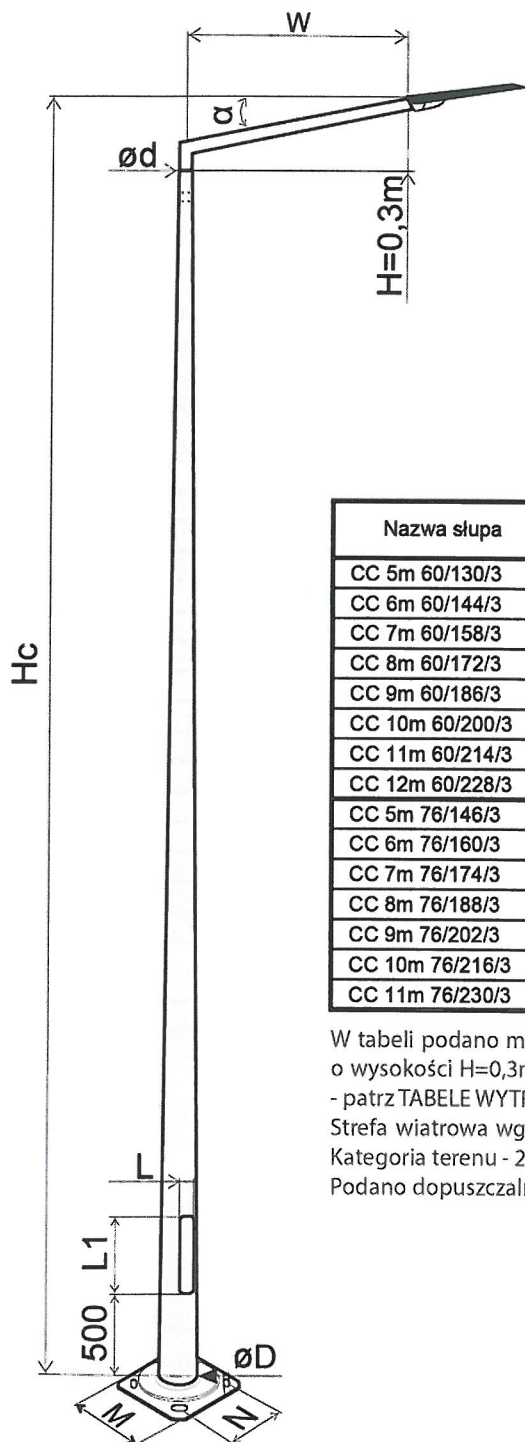 W
α
ød
H=0,3m
Hc
Nazwa słupa
CC 5m 60/130/3
CC 6m 60/144/3
CC 7m 60/158/3
CC 8m 60/172/3
CC 9m 60/186/3
CC 10m 60/200/3
CC 11m 60/214/3
CC 12m 60/228/3
CC 5m 76/146/3
CC 6m 76/160/3
CC 7m 76/174/3
CC 8m 76/188/3
CC 9m 76/202/3
CC 10m 76/216/3
CC 11m 76/230/3
W tabeli podano m
o wysokości H=0,3m
- patrz TABELE WYT
Strefa wiatrowa wg
Kategoria terenu - 2
Podano dopuszczaln
L
L1
500
øD
M
N